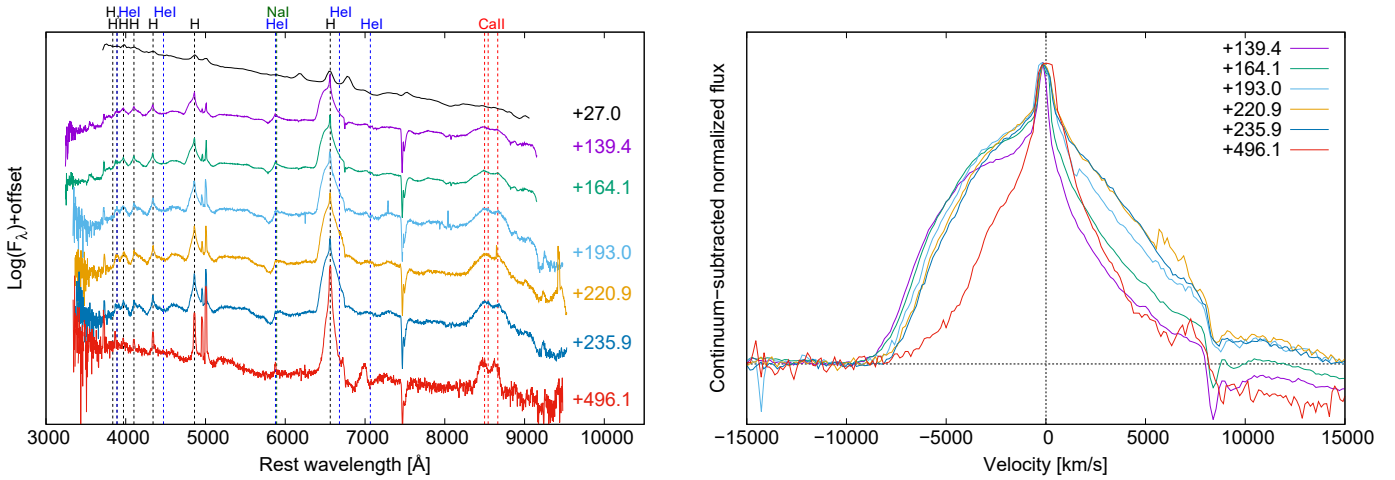 H HeI NaI HeI
H H H H HeI H HeI H HeI CaII
+27.0
+139.4
+164.1
+193.0
+220.9
+235.9
+496.1
Log(Fλ)+offset
3000 4000 5000 6000 7000 8000 9000 10000
Rest wavelength [Å]
+139.4
+164.1
+193.0
+220.9
+235.9
+496.1
Continuum−subtracted normalized flux
−15000 −10000 −5000 0 5000 10000 15000
Velocity [km/s]